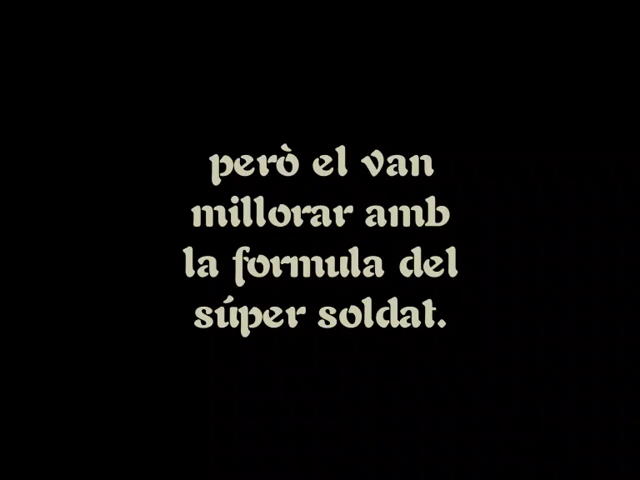 però el van
millorar amb
la formula del
súper soldat.